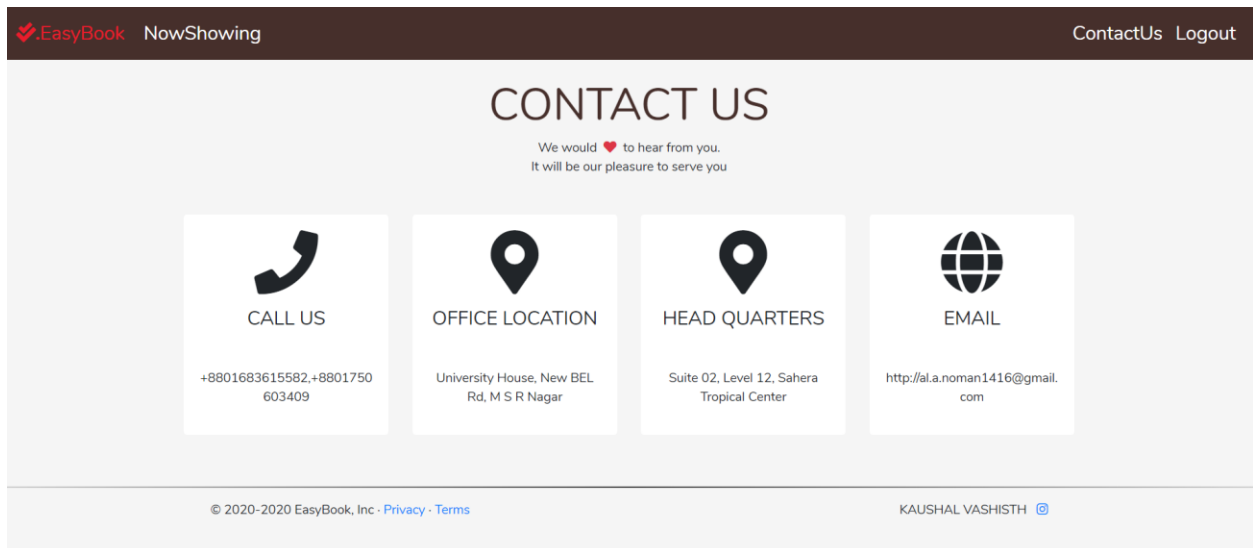 .EasyBook NowShowing ContactUs Logout
CONTACT US
We would to hear from you.
It will be our pleasure to serve you
CALL US
+8801683615582,+8801750
603409
OFFICE LOCATION
University House, New BEL
Rd, M S R Nagar
HEAD QUARTERS
Suite 02, Level 12, Sahera
Tropical Center
EMAIL
http://al.a.noman1416@gmail.
com
© 2020-2020 EasyBook, Inc · Privacy · Terms
KAUSHAL VASHISTH